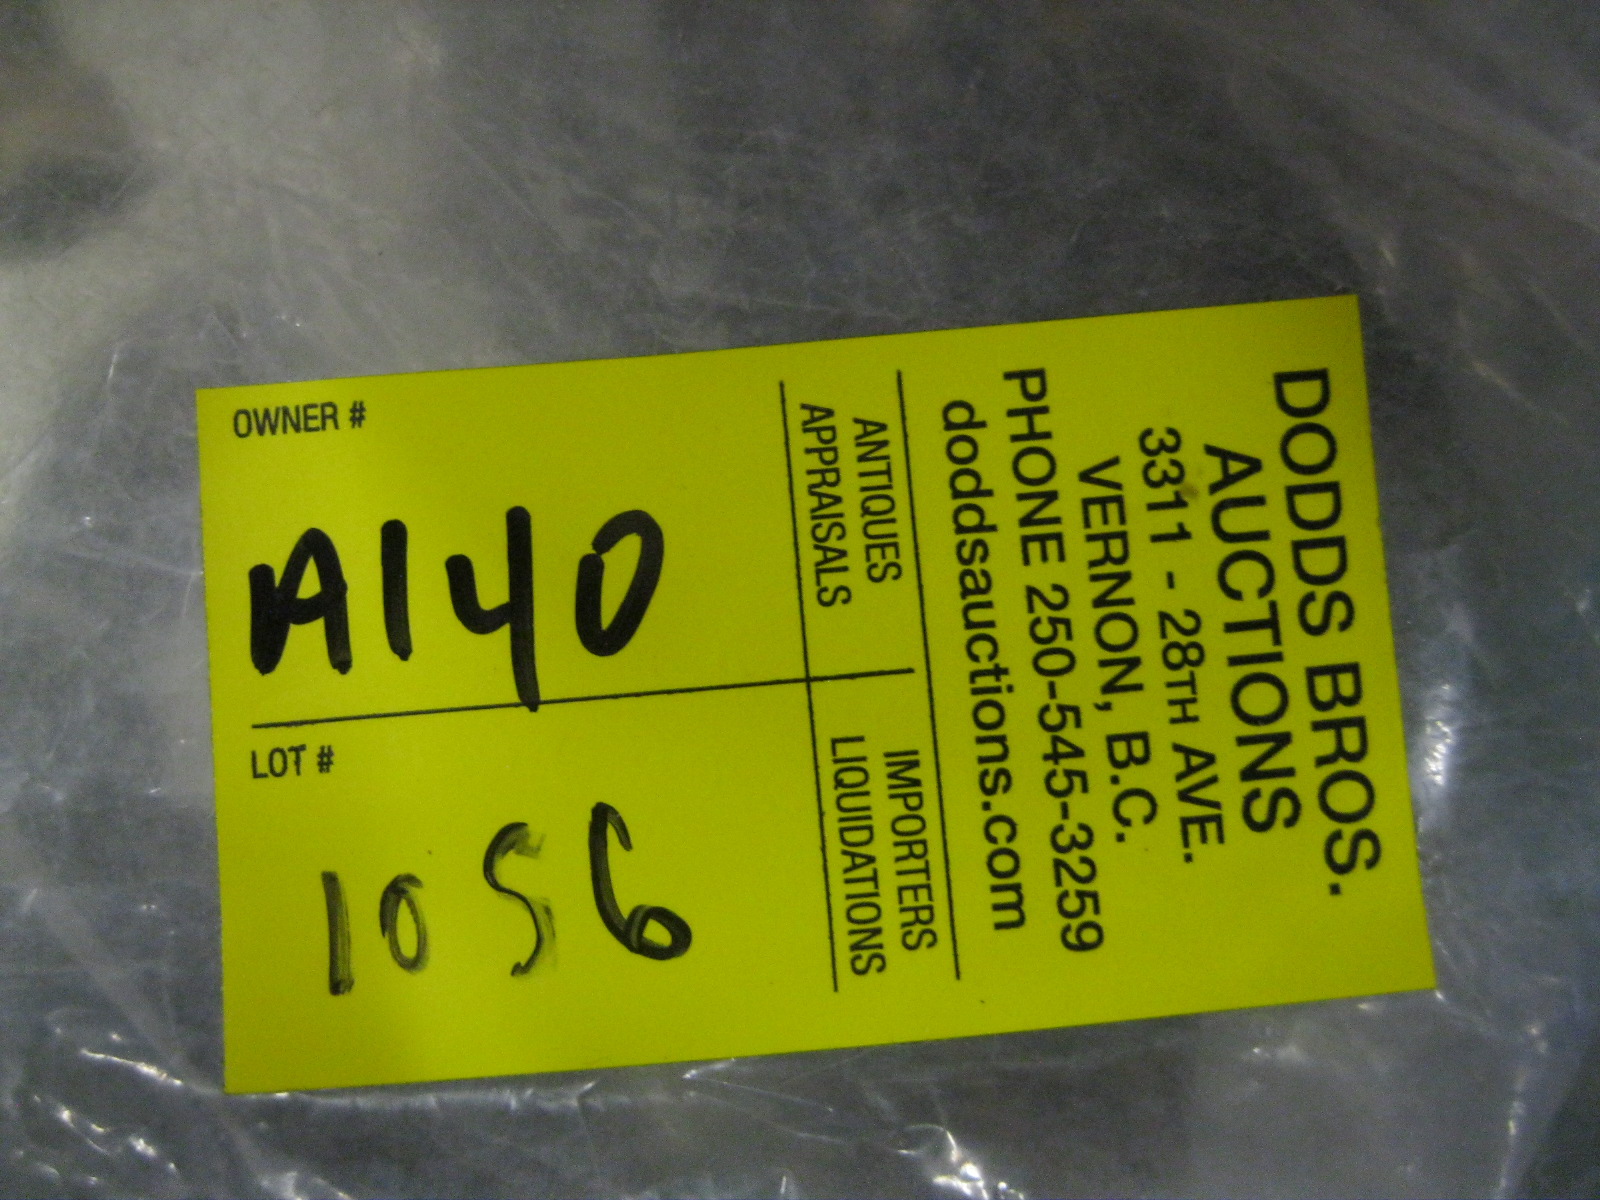 DODDS BROS.
AUCTIONS
3311 - 28TH AVE.
VERNON, B.C.
PHONE 250-545-3259
doddsauctions.com
ANTIQUES
APPRAISALS
IMPORTERS
LIQUIDATIONS
OWNER #
A140
LOT #
1056